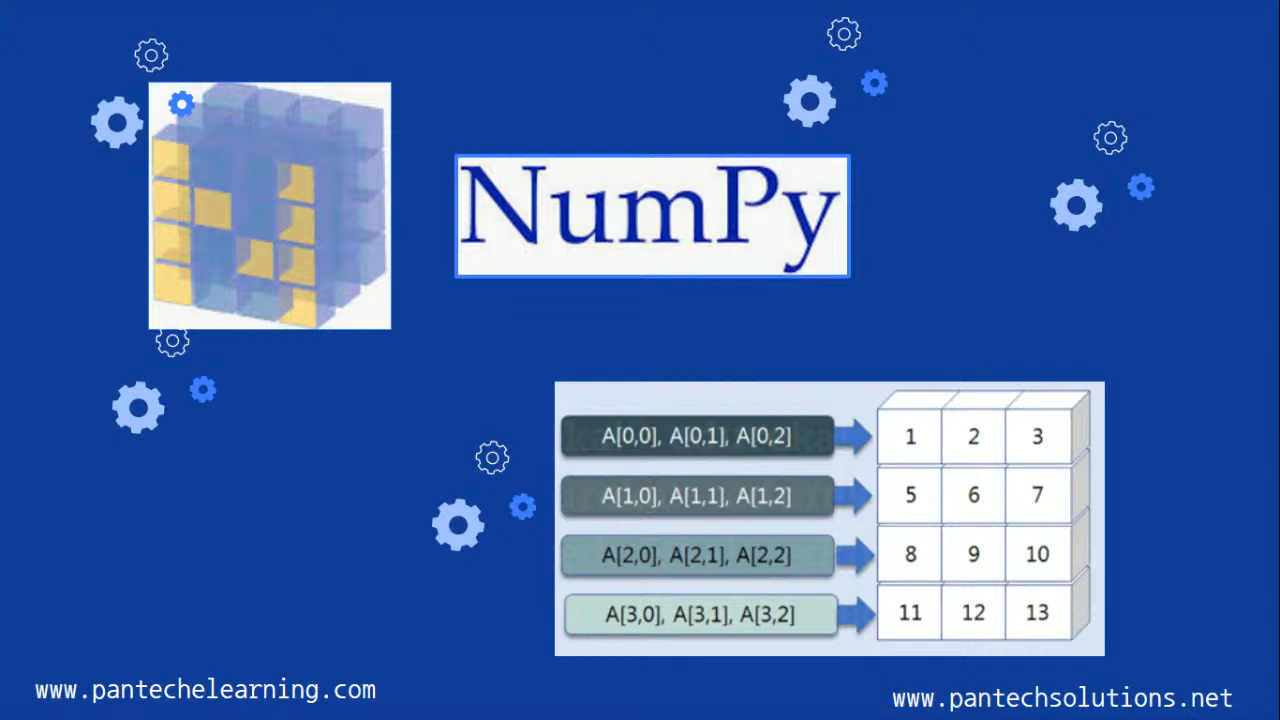 NumPy
A[0,0], A[0,1], A[0,2] 1 2 3
A[1,0], A[1,1], A[1,2] 5 6 7
A[2,0], A[2,1], A[2,2] 8 9 10
A[3,0], A[3,1], A[3,2] 11 12 13
www.pantechelearning.com
www.pantechsolutions.net